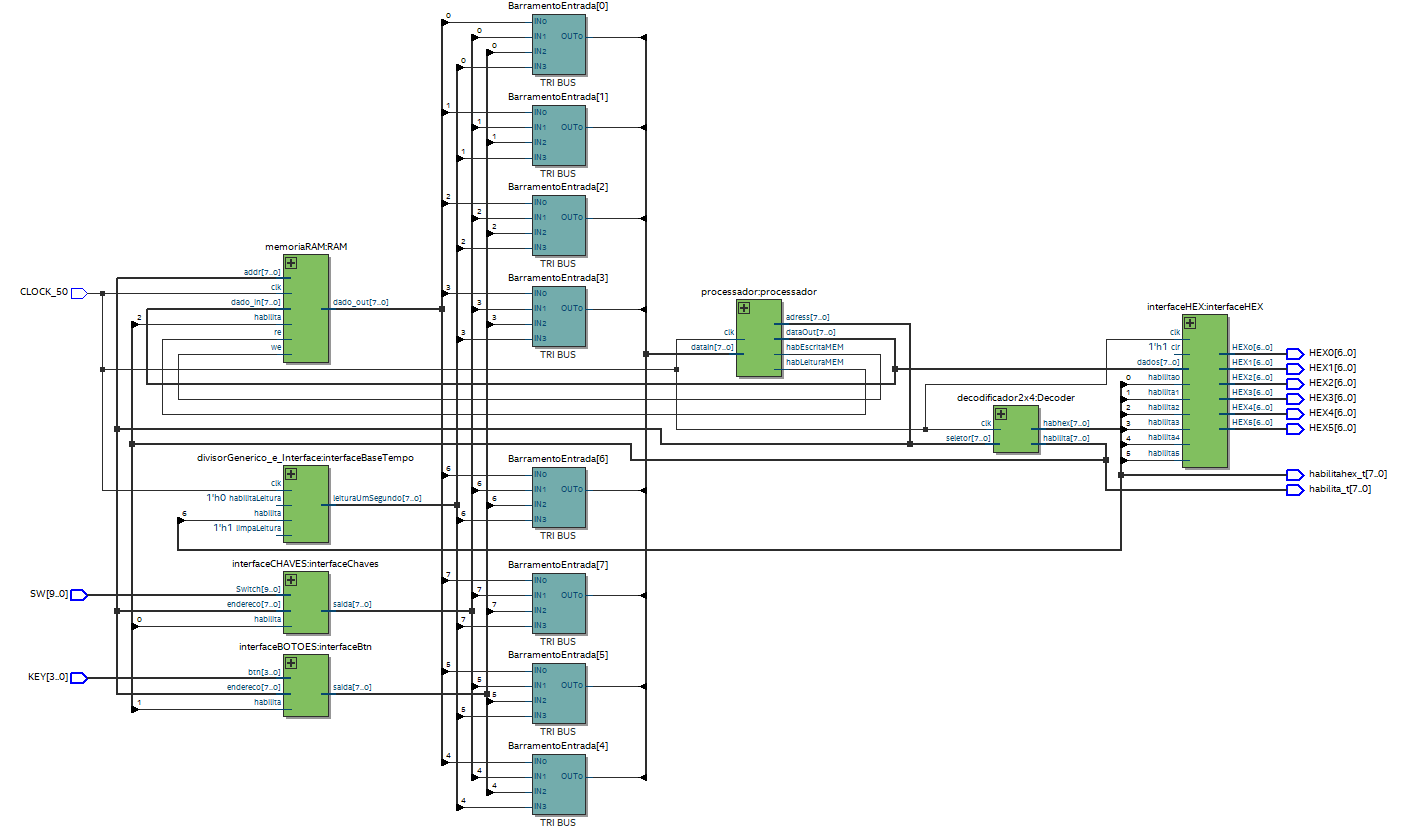 BarramentoEntrada[0]
0
IN0
0
IN1
OUT0
0
IN2
0
IN3
TRI BUS
BarramentoEntrada[1]
1
IN0
1
IN1
OUT0
1
IN2
1
IN3
TRI BUS
BarramentoEntrada[2]
2
IN0
2
IN1
OUT0
2
IN2
2
IN3
TRI BUS
BarramentoEntrada[3]
3
IN0
3
IN1
OUT0
3
IN2
3
IN3
TRI BUS
memoriaRAM:RAM
addr[7..0]
clk
dado_in[7..0]
dado_out[7..0]
2
habilita
re
we
CLOCK_50
processador:processador
adress[7..0]
clk
dataOut[7..0]
dataIn[7..0]
habEscritaMEM
habLeituraMEM
interfaceHEX:interfaceHEX
clk
1'h1 clr
dados[7..0]
0
habilita0
1
habilita1
2
habilita2
3
habilita3
4
habilita4
5
habilita5
HEX0[6..0]
HEX1[6..0]
HEX2[6..0]
HEX3[6..0]
HEX4[6..0]
HEX5[6..0]
HEX0[6..0]
HEX1[6..0]
HEX2[6..0]
HEX3[6..0]
HEX4[6..0]
HEX5[6..0]
habilitahex_t[7..0]
habilita_t[7..0]
decodificador2x4:Decoder
clk
habhex[7..0]
seletor[7..0]
habilita[7..0]
divisorGenerico_e_Interface:interfaceBaseTempo
clk
1'h0 habilitaLeitura
leituraUmSegundo[7..0]
6
habilita
1'h1 limpaLeitura
BarramentoEntrada[6]
6
IN0
6
IN1
OUT0
6
IN2
6
IN3
TRI BUS
interfaceCHAVES:interfaceChaves
SW[9..0]
Switch[9..0]
endereco[7..0]
saida[7..0]
0
habilita
BarramentoEntrada[7]
7
IN0
7
IN1
OUT0
7
IN2
7
IN3
TRI BUS
interfaceBOTOES:interfaceBtn
KEY[3..0]
btn[3..0]
endereco[7..0]
saida[7..0]
1
habilita
BarramentoEntrada[5]
5
IN0
5
IN1
OUT0
5
IN2
5
IN3
TRI BUS
BarramentoEntrada[4]
4
IN0
4
IN1
OUT0
4
IN2
4
IN3
TRI BUS